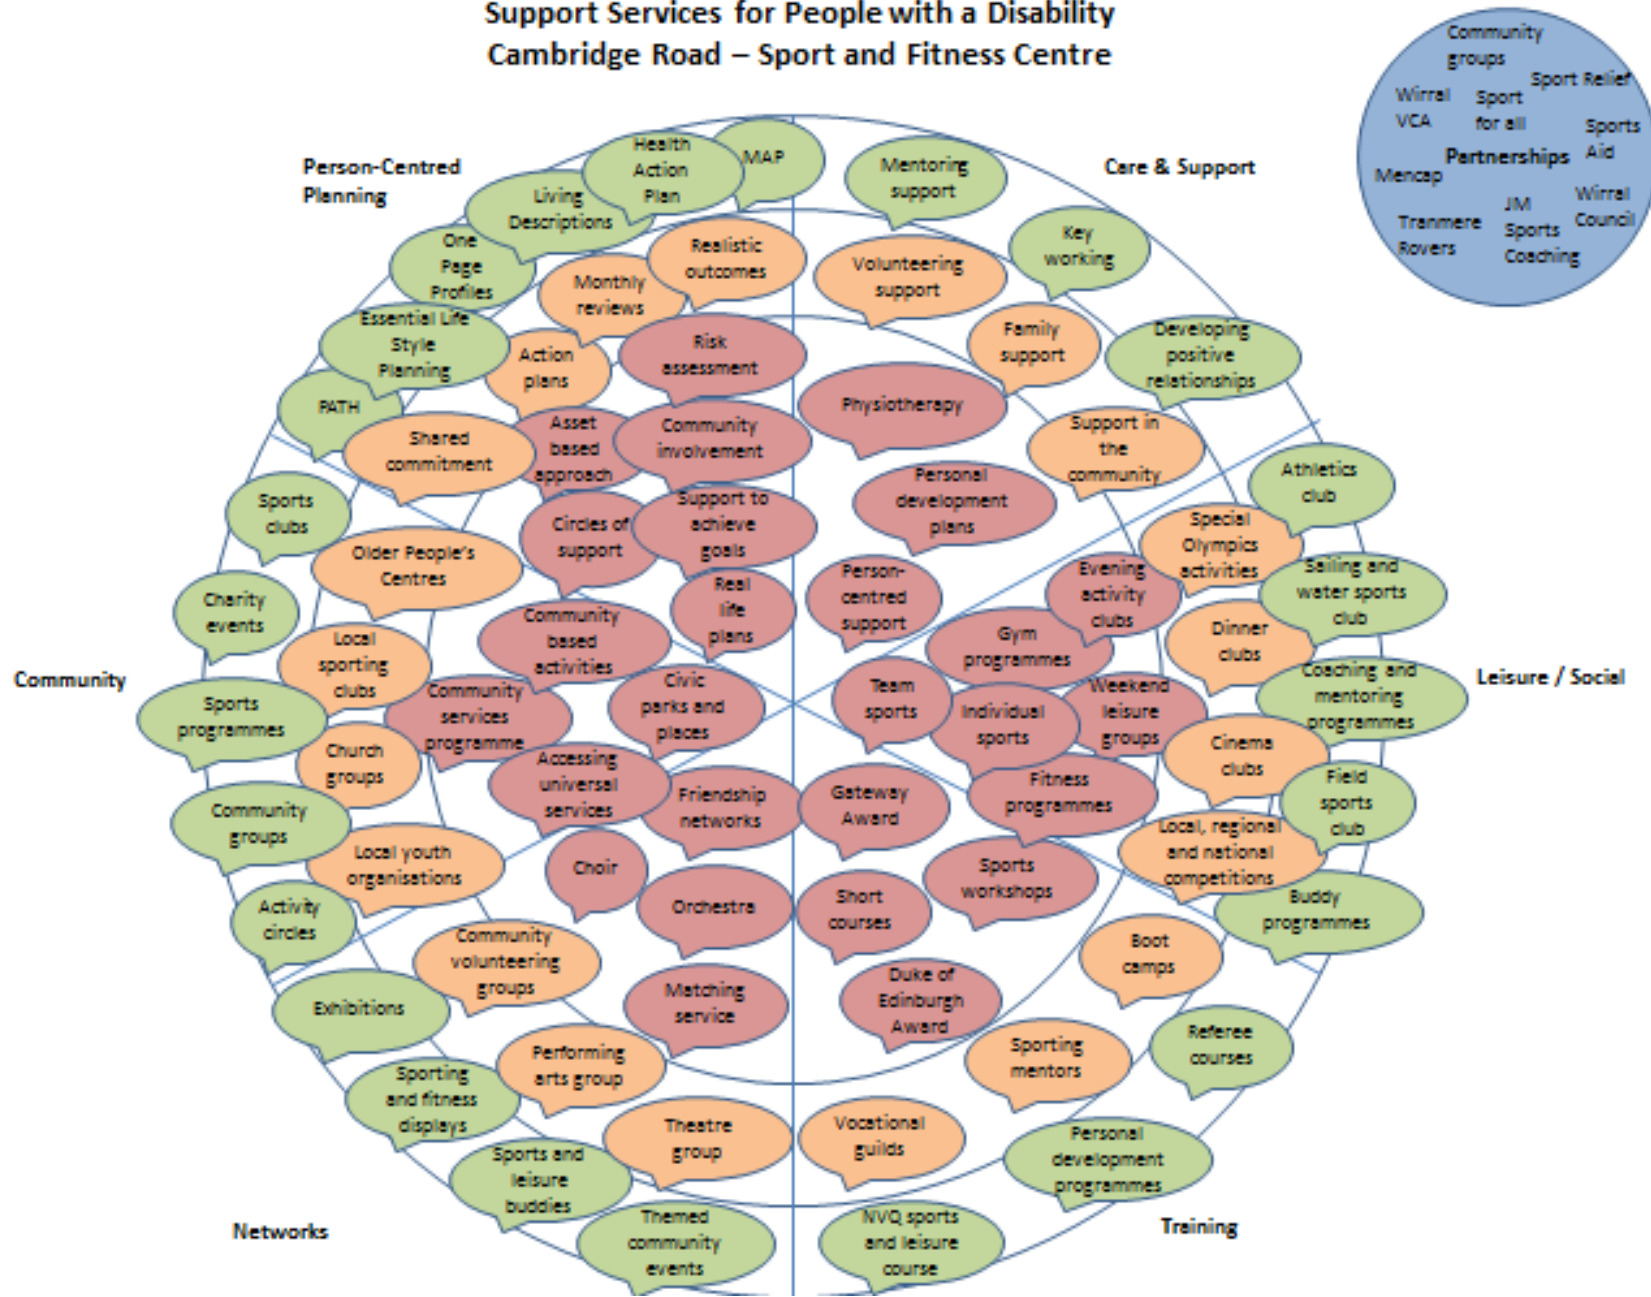 Support Services for People with a Disability
Cambridge Road – Sport and Fitness Centre
Community
groups
Sport Relief
Wirral
VCA
Sport
for all
Sports
Aid
Partnerships
Mencap
Wirral
Council
JM
Sports
Coaching
Tranmere
Rovers
Person-Centred
Planning
Health
Action
Plan
MAP
Living
Descriptions
One
Page
Profiles
Essential Life
Style
Planning
PATH
Realistic
outcomes
Monthly
reviews
Action
plans
Shared
commitment
Risk
assessment
Asset
based
approach
Community
involvement
Circles of
support
Support to
achieve
goals
Real
life
plans
Care & Support
Mentoring
support
Key
working
Developing
positive
relationships
Volunteering
support
Family
support
Support in
the
community
Physiotherapy
Personal
development
plans
Person-
centred
support
Community
Sports
clubs
Charity
events
Sports
programmes
Community
groups
Activity
circles
Older People's
Centres
Local
sporting
clubs
Church
groups
Local youth
organisations
Community
based
activities
Community
services
programme
Civic
parks and
places
Accessing
universal
services
Leisure / Social
Athletics
club
Special
Olympics
activities
Sailing and
water sports
club
Evening
activity
clubs
Dinner
clubs
Gym
programmes
Coaching and
mentoring
programmes
Team
sports
Individual
sports
Weekend
leisure
groups
Cinema
clubs
Fitness
programmes
Field
sports
club
Local, regional
and national
competitions
Buddy
programmes
Networks
Friendship
networks
Choir
Orchestra
Matching
service
Community
volunteering
groups
Performing
arts group
Theatre
group
Exhibitions
Sporting
and fitness
displays
Sports and
leisure
buddies
Themed
community
events
Training
Gateway
Award
Sports
workshops
Short
courses
Duke of
Edinburgh
Award
Boot
camps
Sporting
mentors
Vocational
guilds
Referee
courses
Personal
development
programmes
NVQ sports
and leisure
course